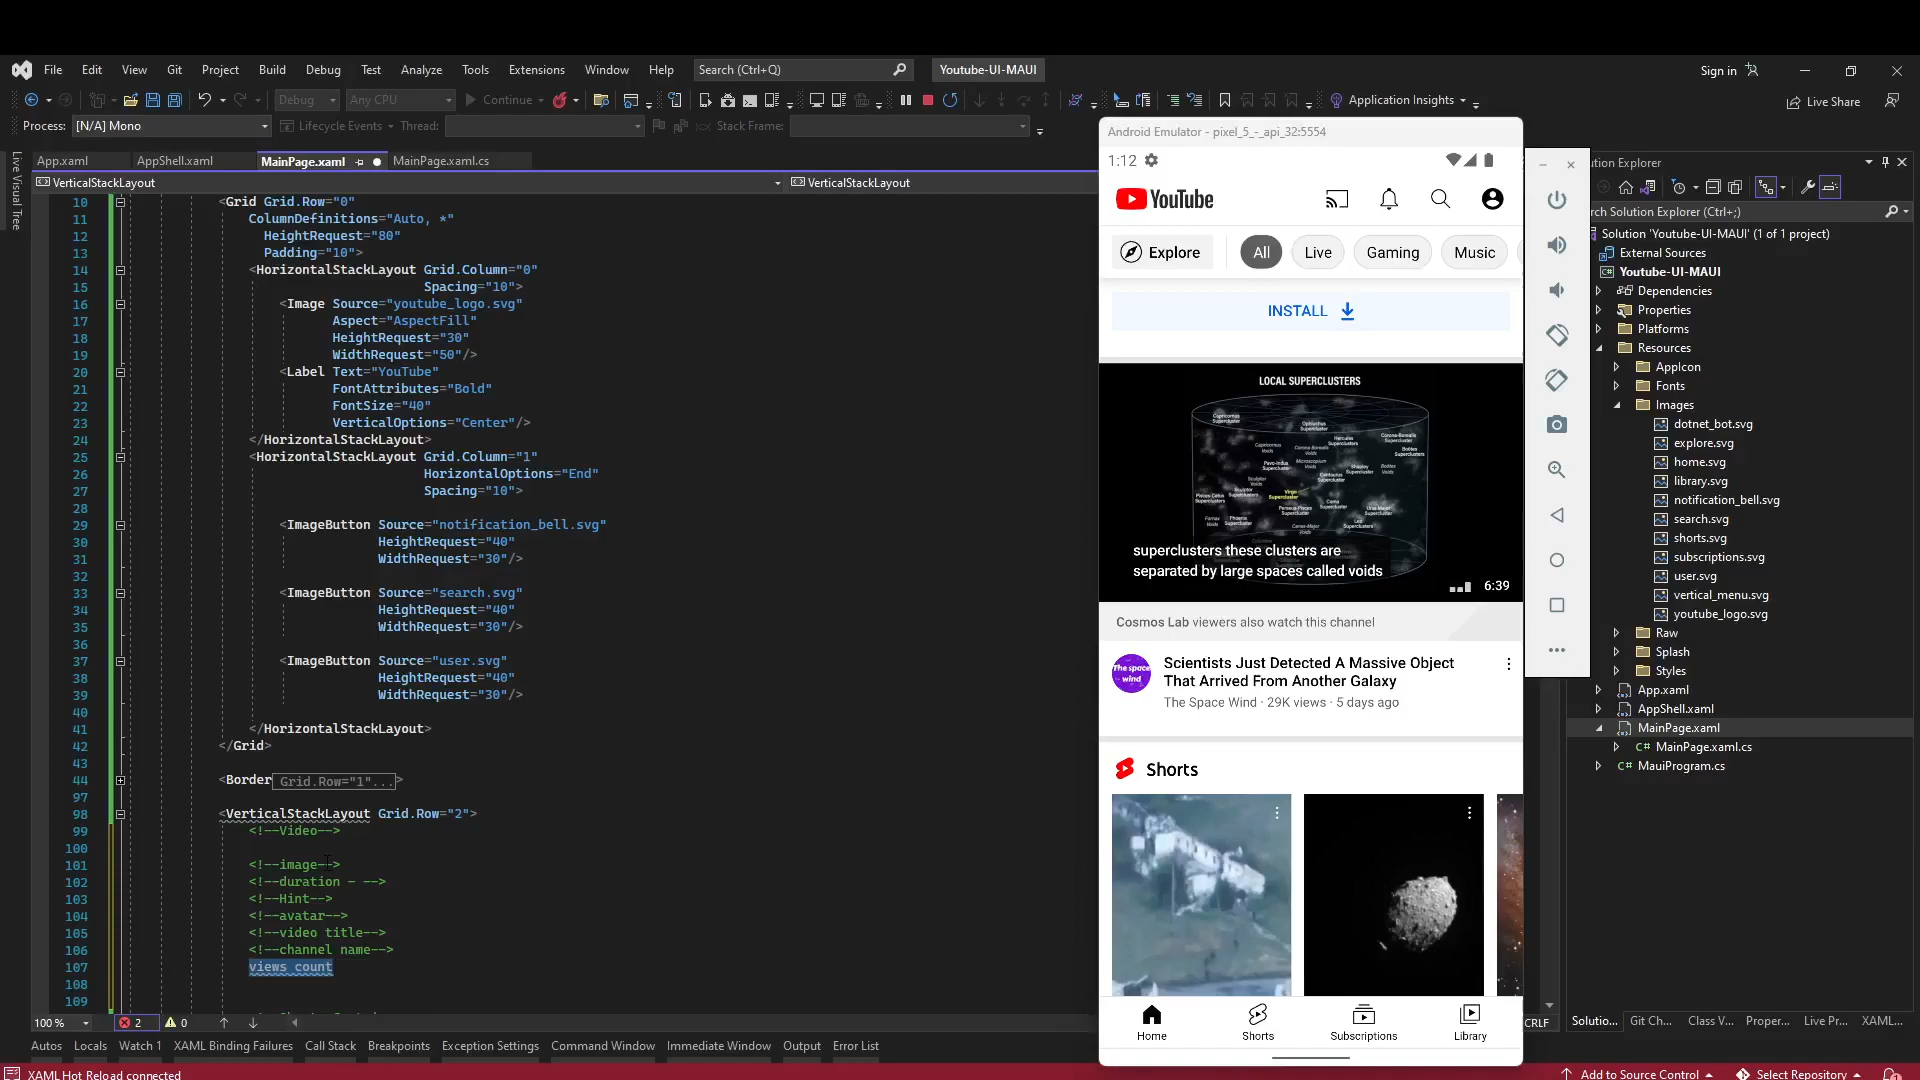 File Edit View Git Project Build Debug Test Analyze Tools Extensions Window Help Search (Ctrl+Q) Youtube-UI-MAUI Sign in
Debug Any CPU Continue Application Insights Live Share
Process: [N/A] Mono Lifecycle Events Thread: Stack Frame:
Live Visual Tree
App.xaml AppShell.xaml MainPage.xaml MainPage.xaml.cs
VerticalStackLayout VerticalStackLayout
10 <Grid Grid.Row="0"
11 ColumnDefinitions="Auto, *"
12 HeightRequest="80"
13 Padding="10">
14 <HorizontalStackLayout Grid.Column="0"
15 Spacing="10">
16 <Image Source="youtube_logo.svg"
17 Aspect="AspectFill"
18 HeightRequest="30"
19 WidthRequest="50"/>
20 <Label Text="YouTube"
21 FontAttributes="Bold"
22 FontSize="40"
23 VerticalOptions="Center"/>
24 </HorizontalStackLayout>
25 <HorizontalStackLayout Grid.Column="1"
26 HorizontalOptions="End"
27 Spacing="10">
28
29 <ImageButton Source="notification_bell.svg"
30 HeightRequest="40"
31 WidthRequest="30"/>
32
33 <ImageButton Source="search.svg"
34 HeightRequest="40"
35 WidthRequest="30"/>
36
37 <ImageButton Source="user.svg"
38 HeightRequest="40"
39 WidthRequest="30"/>
40
41 </HorizontalStackLayout>
42 </Grid>
43
44 <Border Grid.Row="1"...>
97
98 <VerticalStackLayout Grid.Row="2">
99 <!--Video-->
100
101 <!--image-->
102 <!--duration - -->
103 <!--Hint-->
104 <!--avatar-->
105 <!--video title-->
106 <!--channel name-->
107 views count
108
109
100 % 2 0 CRLF
Autos Locals Watch 1 XAML Binding Failures Call Stack Breakpoints Exception Settings Command Window Immediate Window Output Error List
XAML Hot Reload connected
Add to Source Control Select Repository
Android Emulator - pixel_5_-_api_32:5554
1:12
YouTube
Explore All Live Gaming Music
INSTALL
LOCAL SUPERCLUSTERS
superclusters these clusters are
separated by large spaces called voids
6:39
Cosmos Lab viewers also watch this channel
The space
wind
Scientists Just Detected A Massive Object
That Arrived From Another Galaxy
The Space Wind · 29K views · 5 days ago
Shorts
Home Shorts Subscriptions Library
ution Explorer
rch Solution Explorer (Ctrl+;)
Solution 'Youtube-UI-MAUI' (1 of 1 project)
External Sources
Youtube-UI-MAUI
Dependencies
Properties
Platforms
Resources
AppIcon
Fonts
Images
dotnet_bot.svg
explore.svg
home.svg
library.svg
notification_bell.svg
search.svg
shorts.svg
subscriptions.svg
user.svg
vertical_menu.svg
youtube_logo.svg
Raw
Splash
Styles
App.xaml
AppShell.xaml
MainPage.xaml
MainPage.xaml.cs
MauiProgram.cs
Solutio... Git Ch... Class V... Proper... Live Pr... XAML...